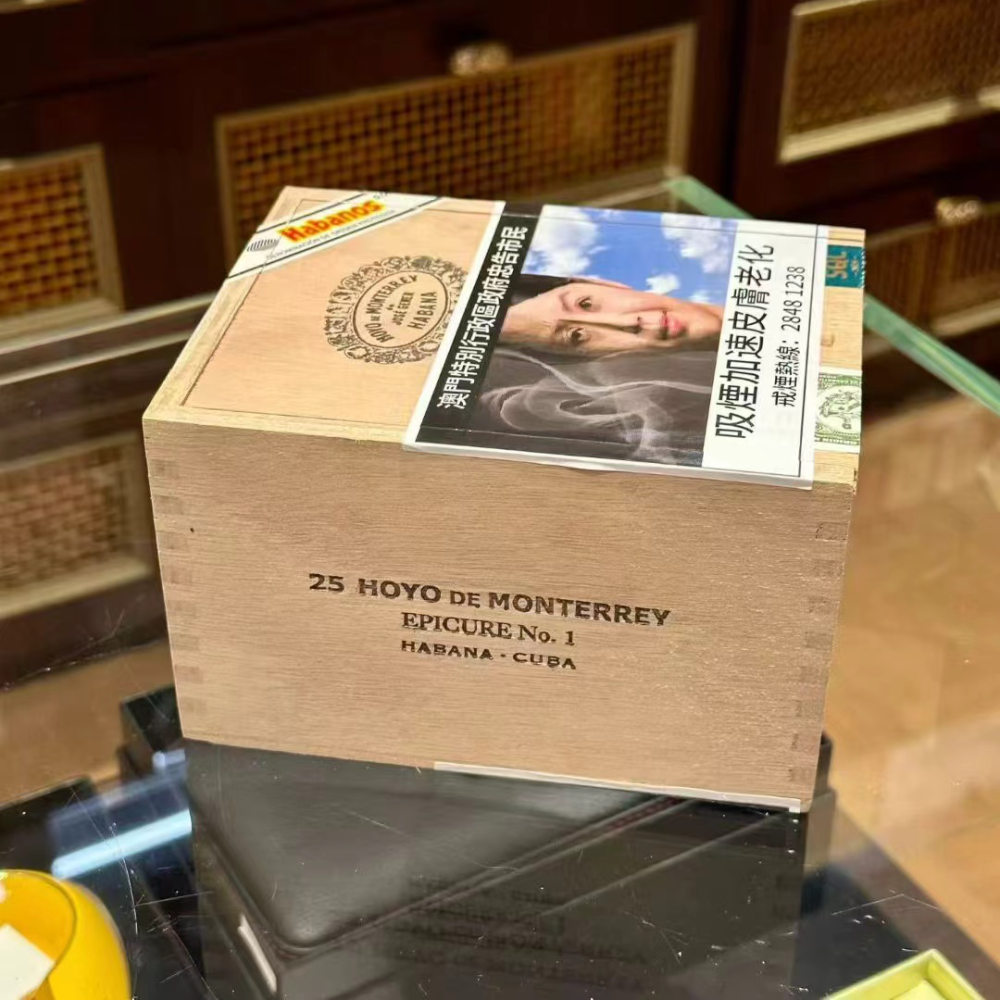 Habanos
HOYO DE MONTERREY
DE
JOSÉ GENER
HABANA
澳門特別行政區政府忠告市民
吸煙加速皮膚老化
戒煙熱線：2848 1238
25 HOYO DE MONTERREY
EPICURE No. 1
HABANA - CUBA